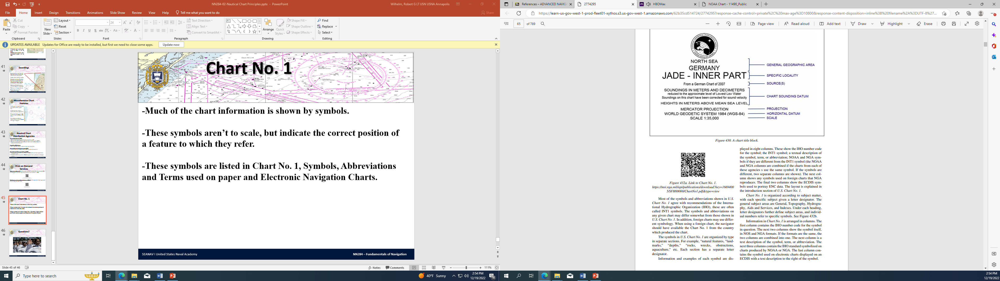 NN284-02-Nautical Chart Principles.pptx - PowerPoint
Wilhelm, Robert G LT USN USNA Annapolis
File Home Insert Design Transitions Animations Slide Show Review View Help Tell me what you want to do Share
Paste
Cut
Copy
Format Painter
Clipboard
New Slide
Layout
Reset
Section
Slides
24
Font
Text Direction
Align Text
Convert to SmartArt
Paragraph
Arrange
Quick Styles
Shape Fill
Shape Outline
Shape Effects
Drawing
Find
Replace
Select
Editing
UPDATES AVAILABLE Updates for Office are ready to be installed, but first we need to close some apps. Update now
41
Soundings
42
Miscellaneous Chart
Features
43
Nautical Chart
Distribution Agencies
44
Print on Demand
Services
45
Chart No. 1
46
Questions?
Chart No. 1
-Much of the chart information is shown by symbols.
-These symbols aren’t to scale, but indicate the correct position of
a feature to which they refer.
-These symbols are listed in Chart No. 1, Symbols, Abbreviations
and Terms used on paper and Electronic Navigation Charts.
SEANAV I United States Naval Academy
NN284 – Fundamentals of Navigation
Slide 45 of 46
Notes Comments 111%
Type here to search
40°F Sunny
2:54 PM
12/19/2022
18
References – ADVANCED NAVIG
2774295
HBOMax
NOAA Chart - 11490_Public
https://learn-us-gov-west-1-prod-fleet01-xythos.s3.us-gov-west-1.amazonaws.com/62b35cd514724/2774295?response-cache-control=private%2C%20max-age%3D10800&response-content-disposition=inline%3B%20filename%2A%3DUTF-8%27...
65 of 789
Page view Read aloud Add text Draw Highlight Erase
NORTH SEA
GERMANY
GENERAL GEOGRAPHIC AREA
JADE - INNER PART
SPECIFIC LOCALITY
From a German Chart of 2007
SOURCE(S)
SOUNDINGS IN METERS AND DECIMETERS
reduced to the approximate level of Lowest Low Water
Soundings on this chart have been corrected for sound velocity
CHART SOUNDING DATUM
HEIGHTS IN METERS ABOVE MEAN SEA LEVEL
MERCATOR PROJECTION
PROJECTION
WORLD GEODETIC SYSTEM 1984 (WGS-84)
HORIZONTAL DATUM
SCALE 1:35,000
SCALE
Figure 430. A chart title block.
Figure 432a. Link to Chart No. 1.
https://msi.nga.mil/api/publications/download?key=1669400
5/SFH00000/ChartNo1.pdf&type=view
Most of the symbols and abbreviations shown in U.S.
Chart No. 1 agree with recommendations of the Interna-
tional Hydrographic Organization (IHO), these are often
called INT1 symbols. The symbols and abbreviations on
any given chart may differ somewhat from those shown in
U.S. Chart No. 1. In addition, foreign charts may use differ-
ent symbology. When using a foreign chart, the navigator
should have available the Chart No. 1 from the country
which produced the chart.
The symbols in U.S. Chart No. 1 are organized by type
in separate sections. For example, “natural features, “land-
marks,” “depths,” “rocks, wrecks, obstructions,
aquaculture,” etc. Each section has a separate letter
designator.
Information and examples of each symbol are dis-
played in eight columns. These show the IHO number code
for the symbol; the INT1 symbol; a textual description of
the symbol, term, or abbreviation; NOAA and NGA sym-
bols if they are different from the INT1 symbol (the NOAA
and NGA columns are combined if the charts from each of
these agencies s use the same symbol. If the symbols are
different, two separate columns are shown). The next col-
umn shows any symbols used on foreign charts that NGA
reproduces. The final two columns show the ECDIS sym-
bols used to portray ENC data. The layout is explained in
the introduction section of U.S. Chart No. 1.
Chart No. 1 is organized according to subject matter,
with each specific subject given a letter designator. The
general subject areas are General, Topography, Hydrogra-
phy, Aids and Services, and Indexes. Under each heading,
letter designators further define subject areas, and individ-
ual numbers refer to specific symbols. See Figure 432b.
Information in Chart No. 1 is arranged in columns. The
first column contains the IHO number code for the symbol
in question. The next two columns show the symbol itself,
in NOS and NGA formats. If the formats are the same, the
two columns are combined into one. The next column is a
text description of the symbol, term, or abbreviation. The
next three columns contain the IHO standard symbolized on
charts produced by NOAA or NGA. The last column con-
tains the symbol used on electronic charts displayed on an
ECDIS with a text description to the right of the symbol.
2:54 PM
12/19/2022